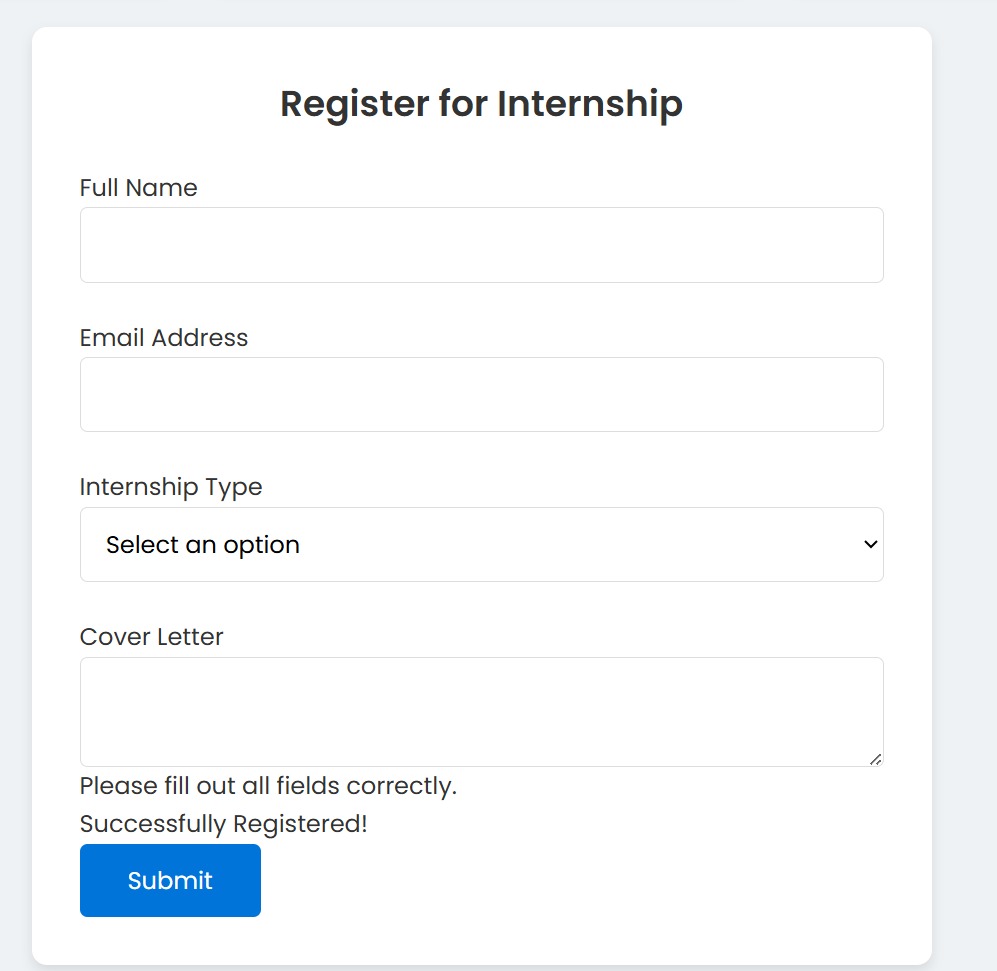 Register for Internship
Full Name
Email Address
Internship Type
Select an option
Cover Letter
Please fill out all fields correctly.
Successfully Registered!
Submit